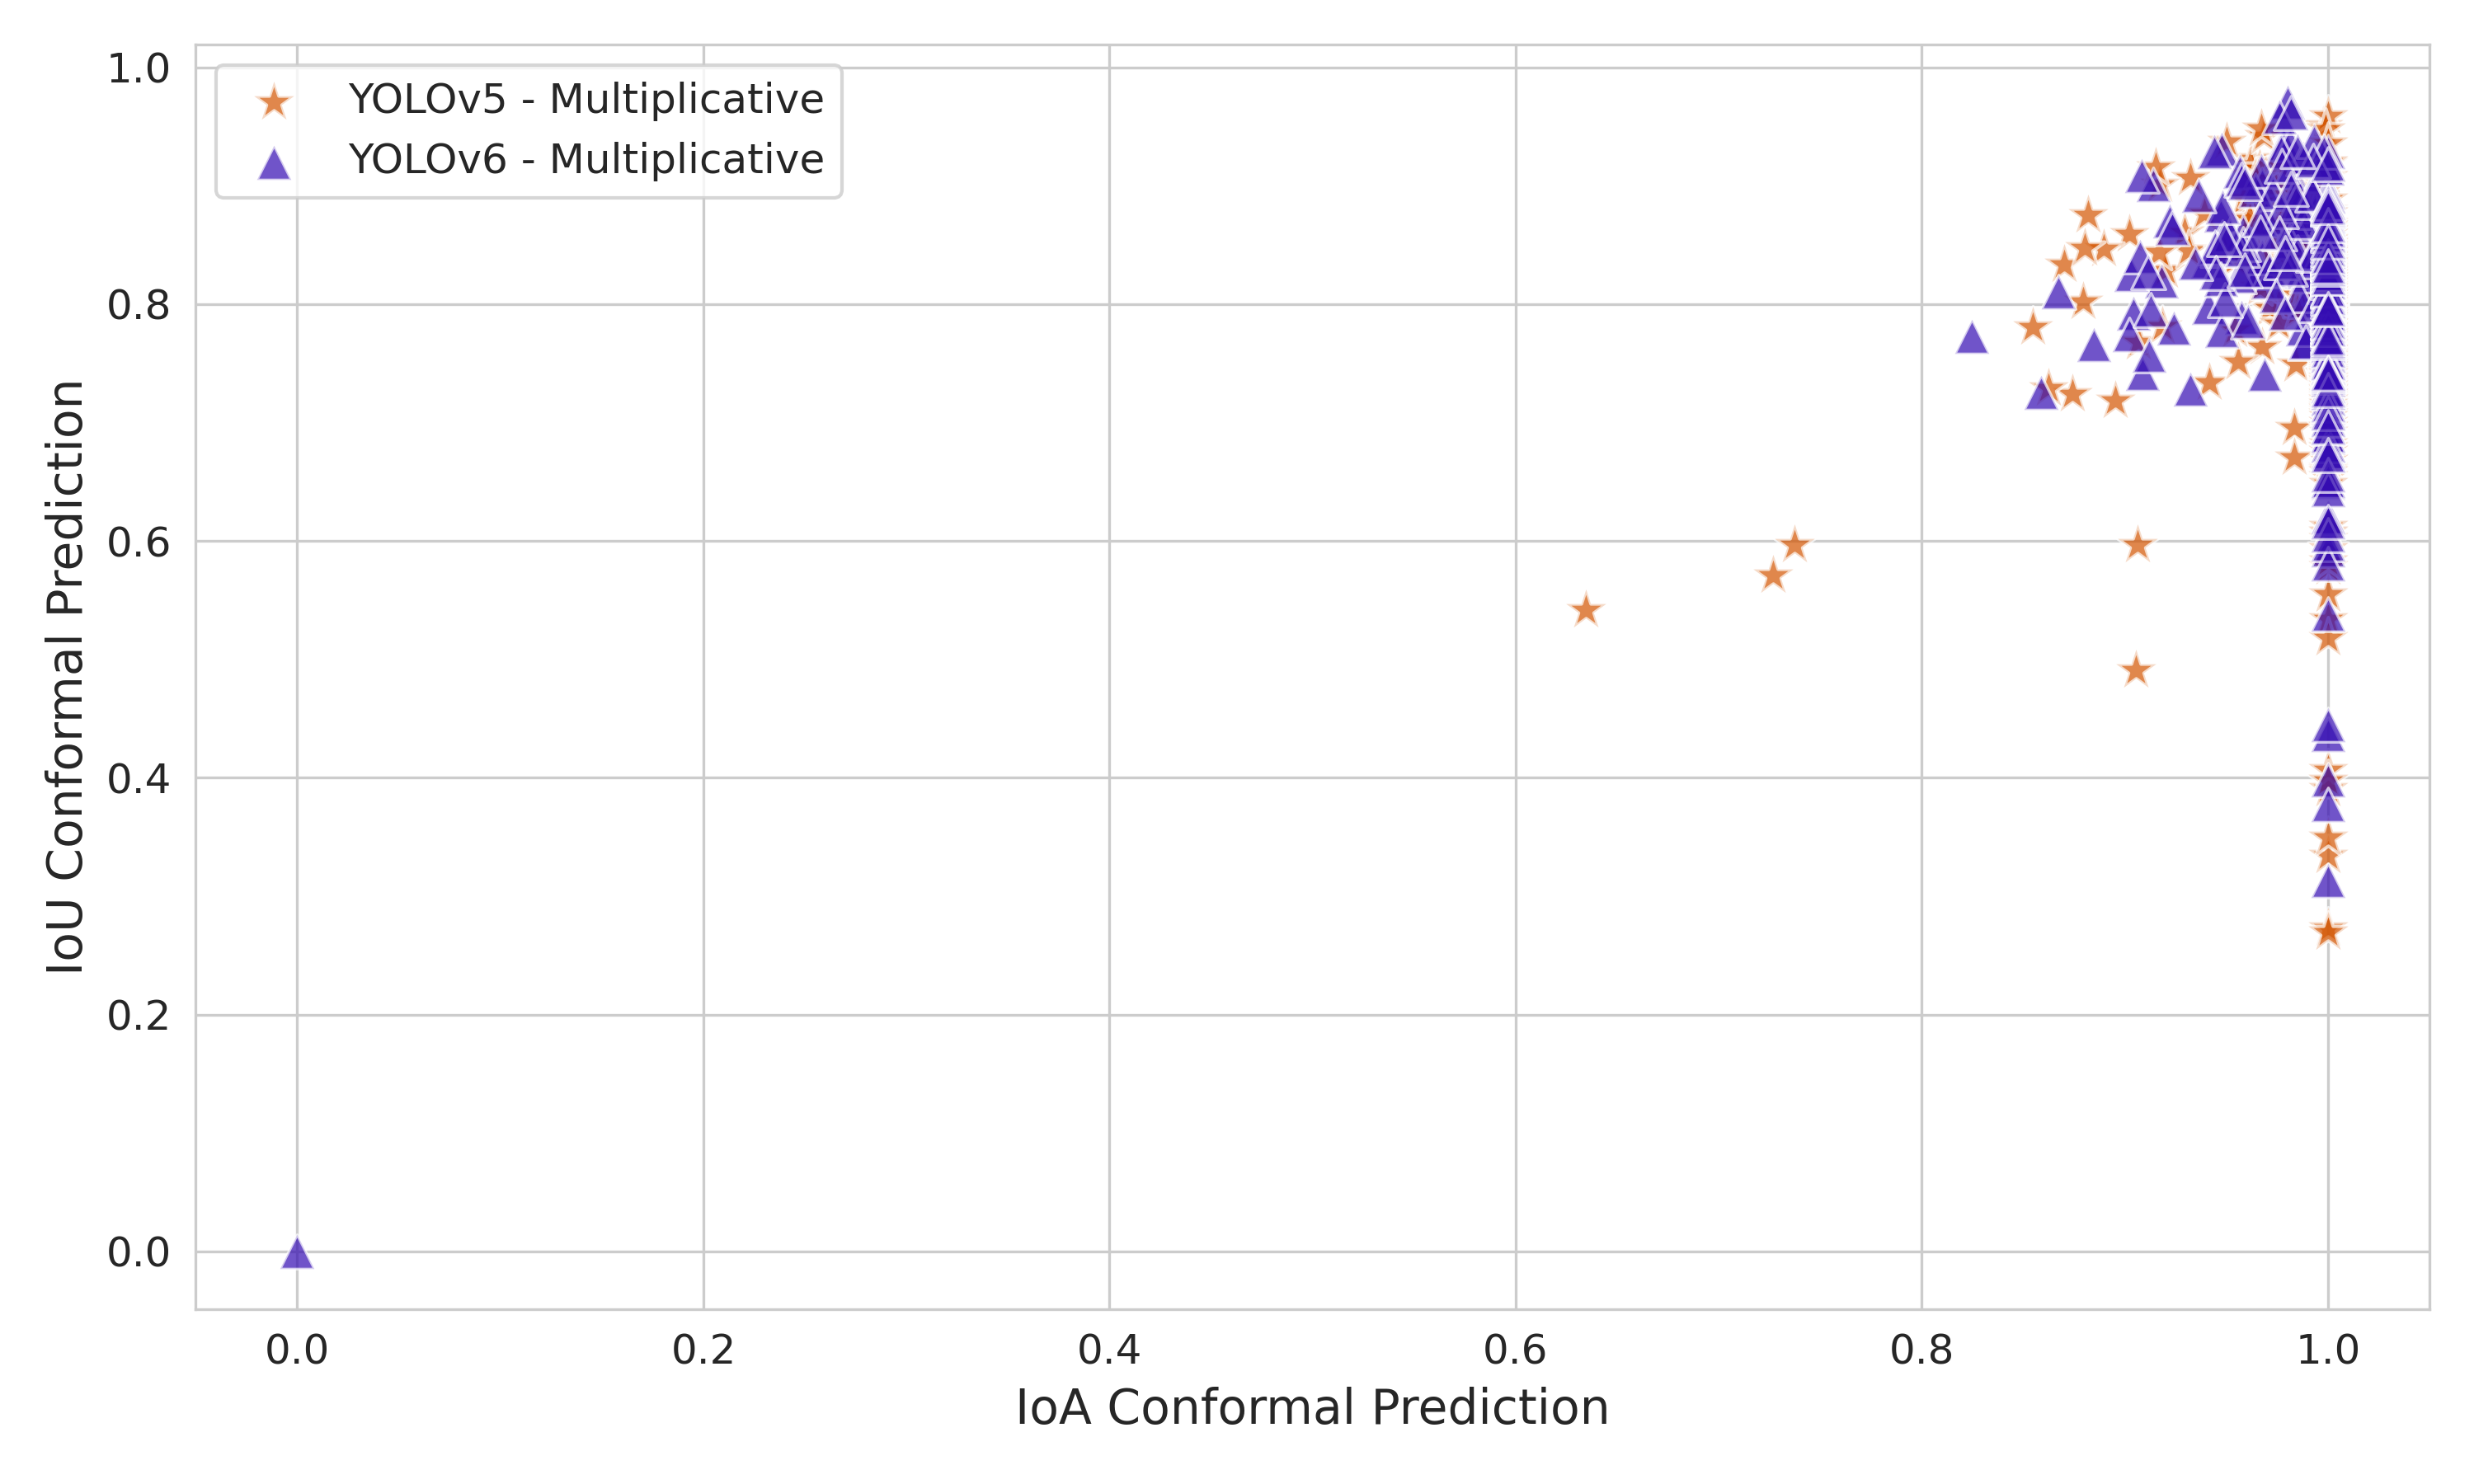 YOLOv5 - Multiplicative
YOLOv6 - Multiplicative
IoU Conformal Prediction
1.0
0.8
0.6
0.4
0.2
0.0
0.0 0.2 0.4 0.6 0.8 1.0
IoA Conformal Prediction